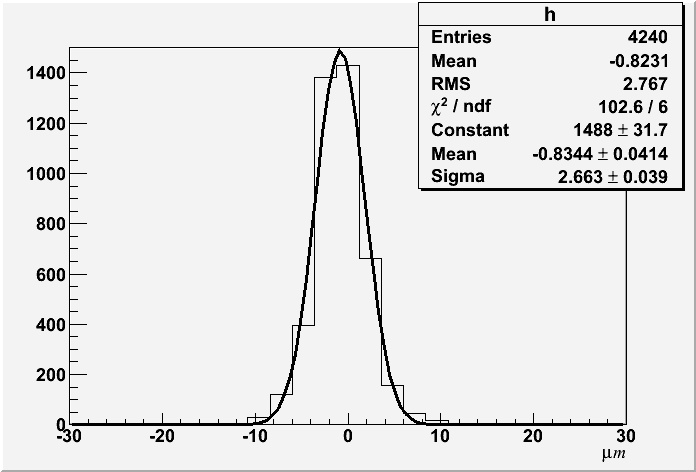 h
Entries 4240
Mean -0.8231
RMS 2.767
χ² / ndf 102.6 / 6
Constant 1488 ± 31.7
Mean -0.8344 ± 0.0414
Sigma 2.663 ± 0.039
1400
1200
1000
800
600
400
200
0
-30 -20 -10 0 10 20 30
μm